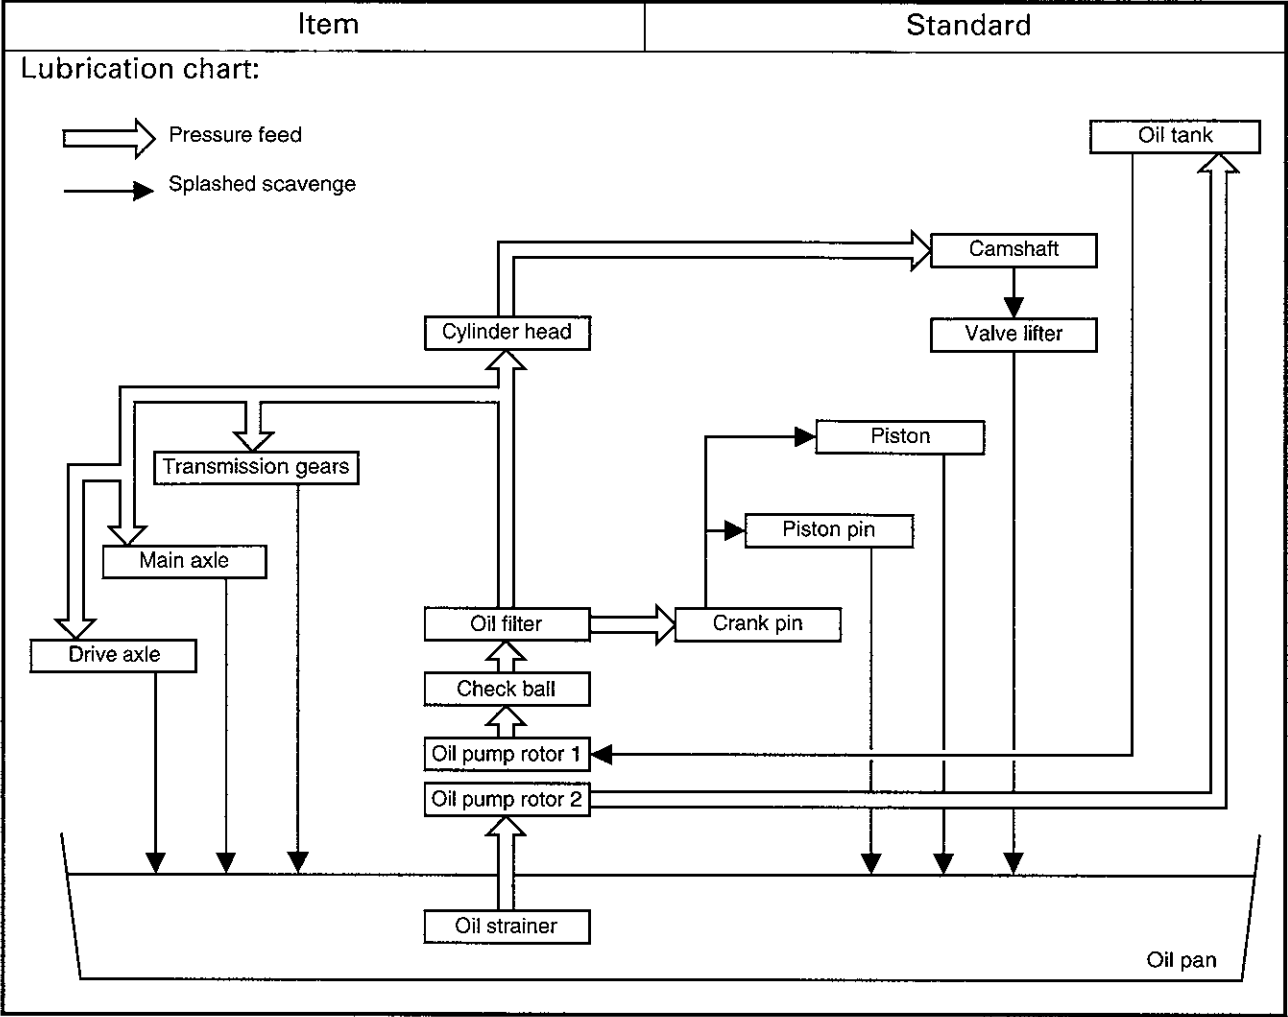 Item
Standard
Lubrication chart:
Pressure feed
Oil tank
Splashed scavenge
Camshaft
Cylinder head
Valve lifter
Piston
Transmission gears
Piston pin
Main axle
Oil filter
Crank pin
Drive axle
Check ball
Oil pump rotor 1
Oil pump rotor 2
Oil strainer
Oil pan